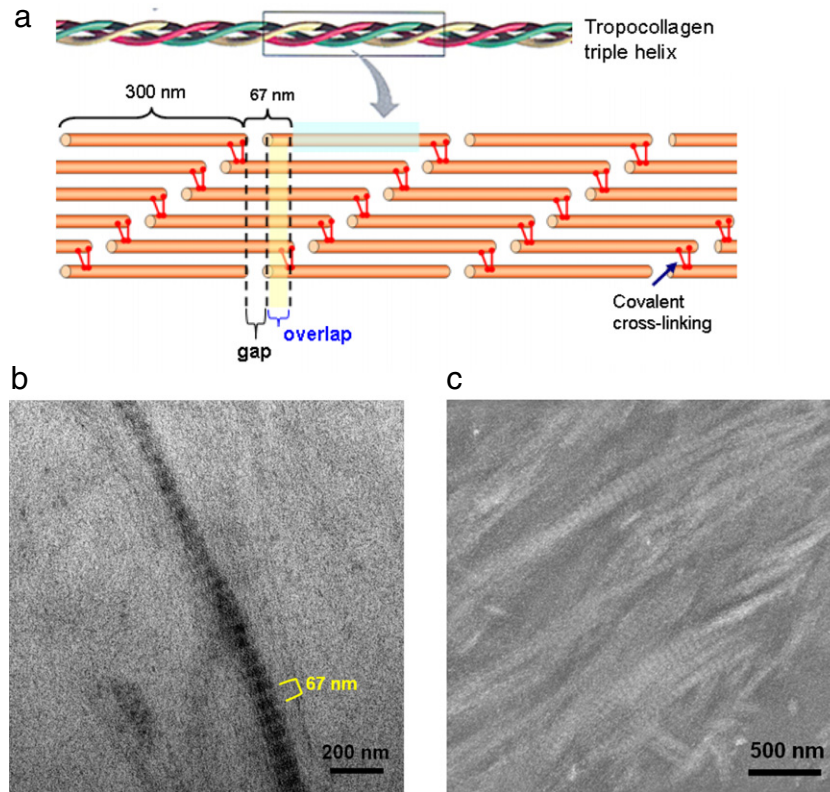 a
Tropocollagen
triple helix
300 nm
67 nm
Covalent
cross-linking
overlap
gap
b
c
67 nm
200 nm
500 nm